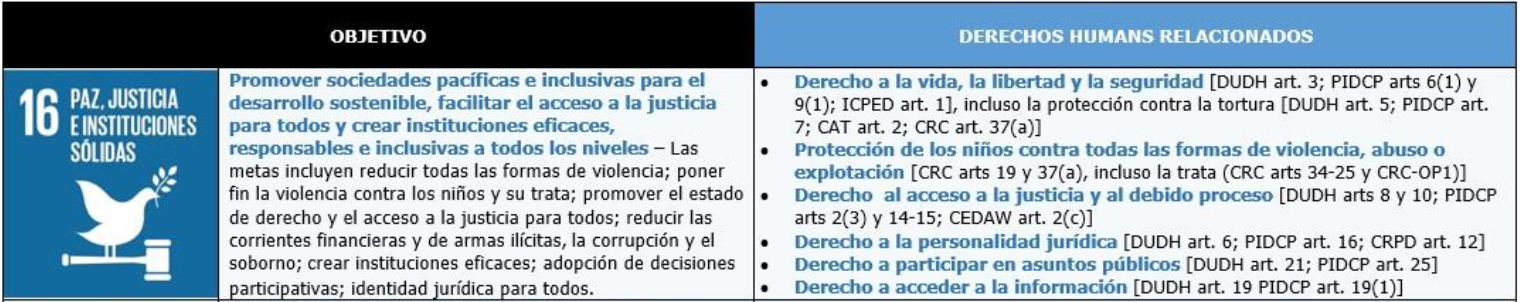 OBJETIVO
DERECHOS HUMANS RELACIONADOS
16 PAZ, JUSTICIA
E INSTITUCIONES
SÓLIDAS
Promover sociedades pacíficas e inclusivas para el
desarrollo sostenible, facilitar el acceso a la justicia
para todos y crear instituciones eficaces,
responsables e inclusivas a todos los niveles – Las
metas incluyen reducir todas las formas de violencia; poner
fin la violencia contra los niños y su trata; promover el estado
de derecho y el acceso a la justicia para todos; reducir las
corrientes financieras y de armas ilícitas, la corrupción y el
soborno; crear instituciones eficaces; adopción de decisiones
participativas; identidad jurídica para todos.
• Derecho a la vida, la libertad y la seguridad [DUDH art. 3; PIDCP arts 6(1) y
9(1); ICPED art. 1], incluso la protección contra la tortura [DUDH art. 5; PIDCP art.
7; CAT art. 2; CRC art. 37(a)]
• Protección de los niños contra todas las formas de violencia, abuso o
explotación [CRC arts 19 y 37(a), incluso la trata (CRC arts 34-25 y CRC-OP1)]
• Derecho al acceso a la justicia y al debido proceso [DUDH arts 8 y 10; PIDCP
arts 2(3) y 14-15; CEDAW art. 2(c)]
• Derecho a la personalidad jurídica [DUDH art. 6; PIDCP art. 16; CRPD art. 12]
• Derecho a participar en asuntos públicos [DUDH art. 21; PIDCP art. 25]
• Derecho a acceder a la información [DUDH art. 19 PIDCP art. 19(1)]